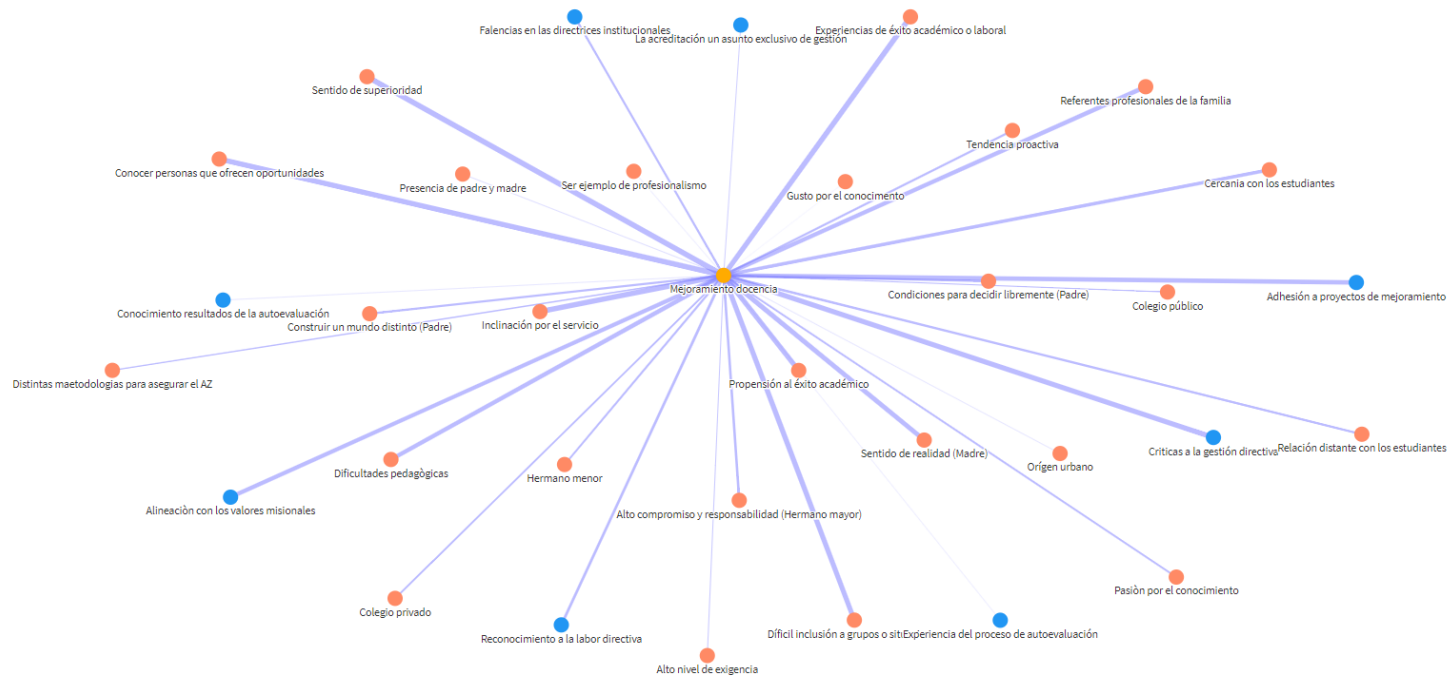 Falencias en las directrices institucionales
La acreditación un asunto exclusivo de gestión
Experiencias de éxito académico o laboral
Sentido de superioridad
Referentes profesionales de la familia
Tendencia proactiva
Conocer personas que ofrecen oportunidades
Presencia de padre y madre
Ser ejemplo de profesionalismo
Gusto por el conocimento
Cercania con los estudiantes
Mejoramiento docencia
Condiciones para decidir libremente (Padre)
Colegio público
Adhesión a proyectos de mejoramiento
Conocimiento resultados de la autoevaluación
Construir un mundo distinto (Padre)
Inclinación por el servicio
Distintas maetodologias para asegurar el AZ
Propensión al éxito académico
Dificultades pedagògicas
Hermano menor
Sentido de realidad (Madre)
Orígen urbano
Criticas a la gestión directiva
Relación distante con los estudiantes
Alineaciòn con los valores misionales
Alto compromiso y responsabilidad (Hermano mayor)
Pasiòn por el conocimiento
Colegio privado
Reconocimiento a la labor directiva
Díficil inclusión a grupos o
Experiencia del proceso de autoevaluación
Alto nivel de exigencia